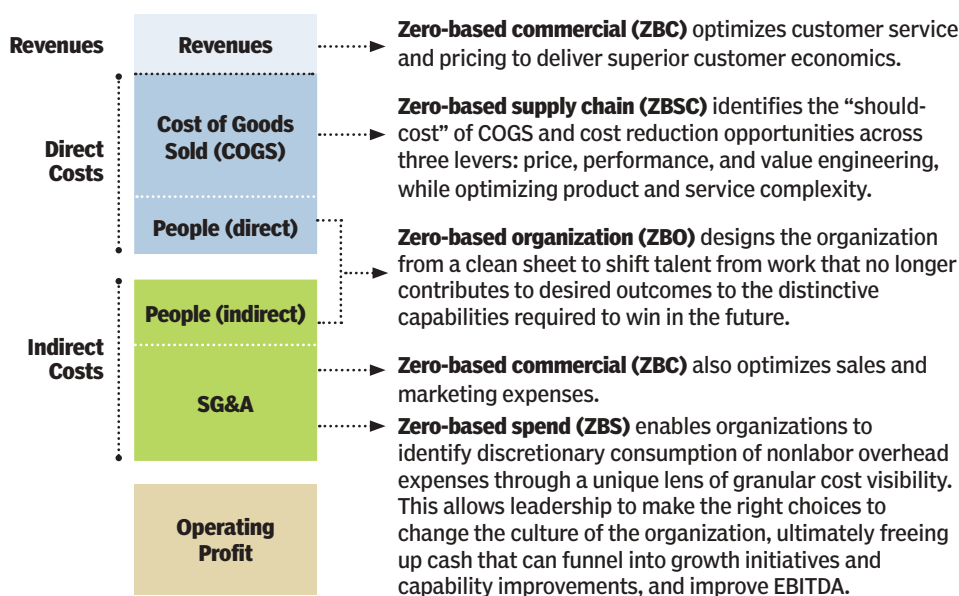 Revenues
Revenues
Zero-based commercial (ZBC) optimizes customer service
and pricing to deliver superior customer economics.
Direct
Costs
Cost of Goods
Sold (COGS)
Zero-based supply chain (ZBSC) identifies the “should-
cost” of COGS and cost reduction opportunities across
three levers: price, performance, and value engineering,
while optimizing product and service complexity.
People (direct)
Zero-based organization (ZBO) designs the organization
from a clean sheet to shift talent from work that no longer
contributes to desired outcomes to the distinctive
capabilities required to win in the future.
Indirect
Costs
People (indirect)
SG&A
Zero-based commercial (ZBC) also optimizes sales and
marketing expenses.
Zero-based spend (ZBS) enables organizations to
identify discretionary consumption of nonlabor overhead
expenses through a unique lens of granular cost visibility.
This allows leadership to make the right choices to
change the culture of the organization, ultimately freeing
up cash that can funnel into growth initiatives and
capability improvements, and improve EBITDA.
Operating
Profit